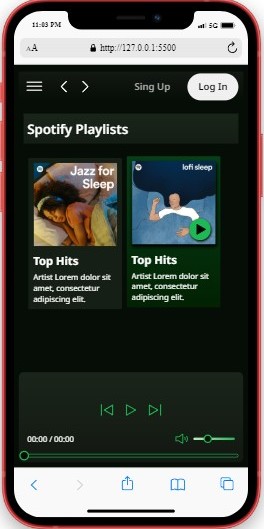 11:03 PM
5G
AA
http://127.0.0.1:5500
Sing Up
Log In
Spotify Playlists
Jazz for
Sleep
Top Hits
Artist Lorem dolor sit
amet, consectetur
adipiscing elit.
lofi sleep
Top Hits
Artist Lorem dolor sit
amet, consectetur
adipiscing elit.
00:00 / 00:00